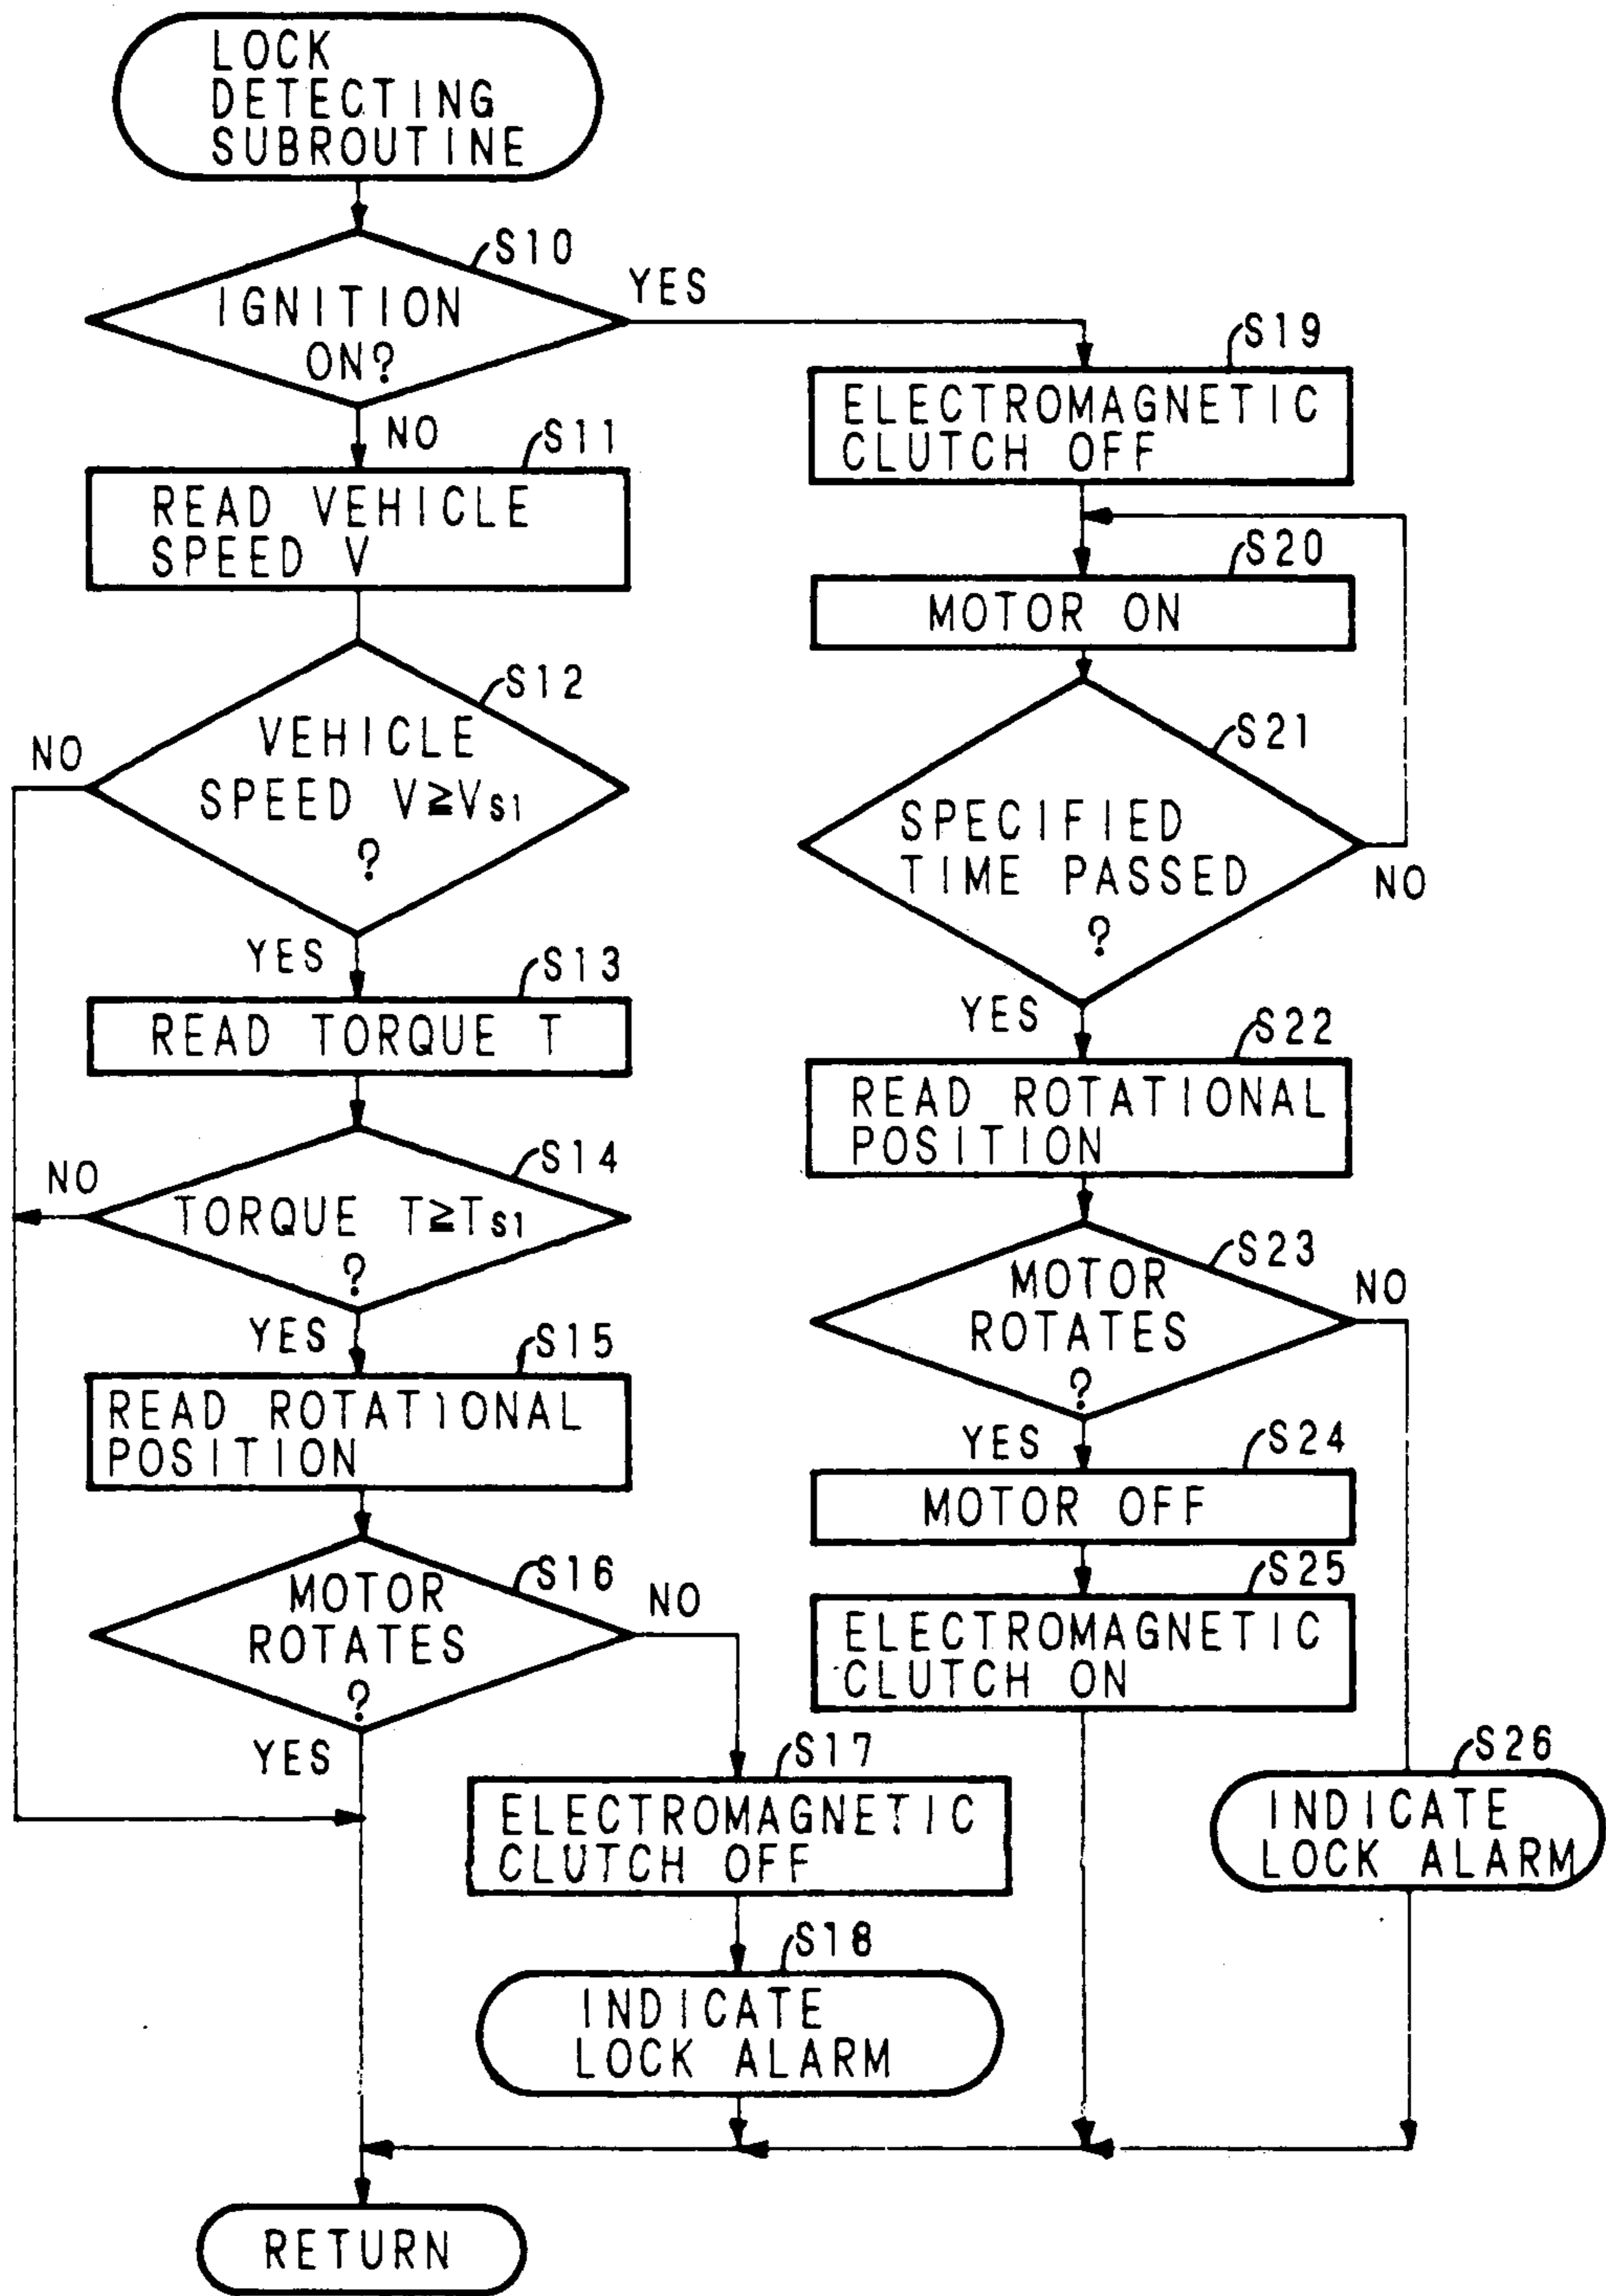 LOCK
DETECTING
SUBROUTINE
S10
IGNITION
ON?
YES
NO
S11
READ VEHICLE
SPEED V
S12
VEHICLE
SPEED V≧Vs1
?
NO
YES
S13
READ TORQUE T
S14
TORQUE T≧Ts1
?
NO
YES
S15
READ ROTATIONAL
POSITION
S16
MOTOR
ROTATES
?
NO
YES
S17
ELECTROMAGNETIC
CLUTCH OFF
S18
INDICATE
LOCK ALARM
S19
ELECTROMAGNETIC
CLUTCH OFF
S20
MOTOR ON
S21
SPECIFIED
TIME PASSED
?
NO
YES
S22
READ ROTATIONAL
POSITION
S23
MOTOR
ROTATES
?
NO
YES
S24
MOTOR OFF
S25
ELECTROMAGNETIC
CLUTCH ON
S26
INDICATE
LOCK ALARM
RETURN